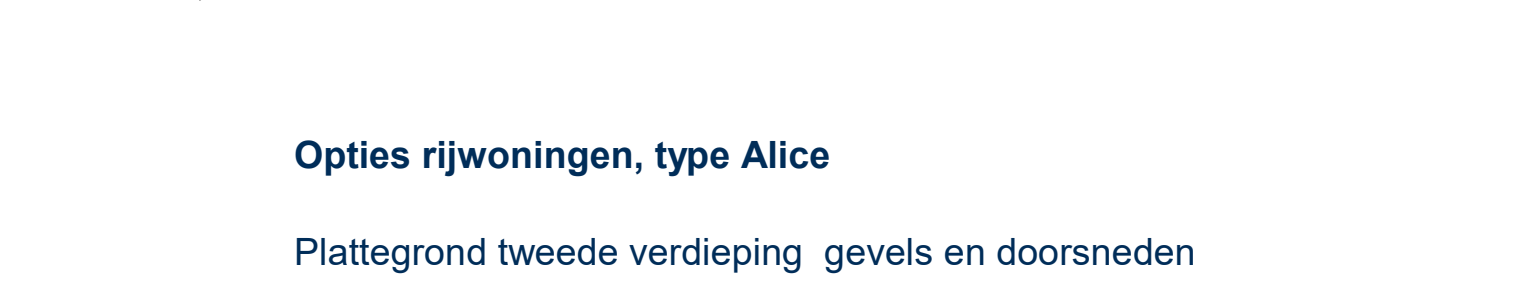 Opties rijwoningen, type Alice
Plattegrond tweede verdieping  gevels en doorsneden